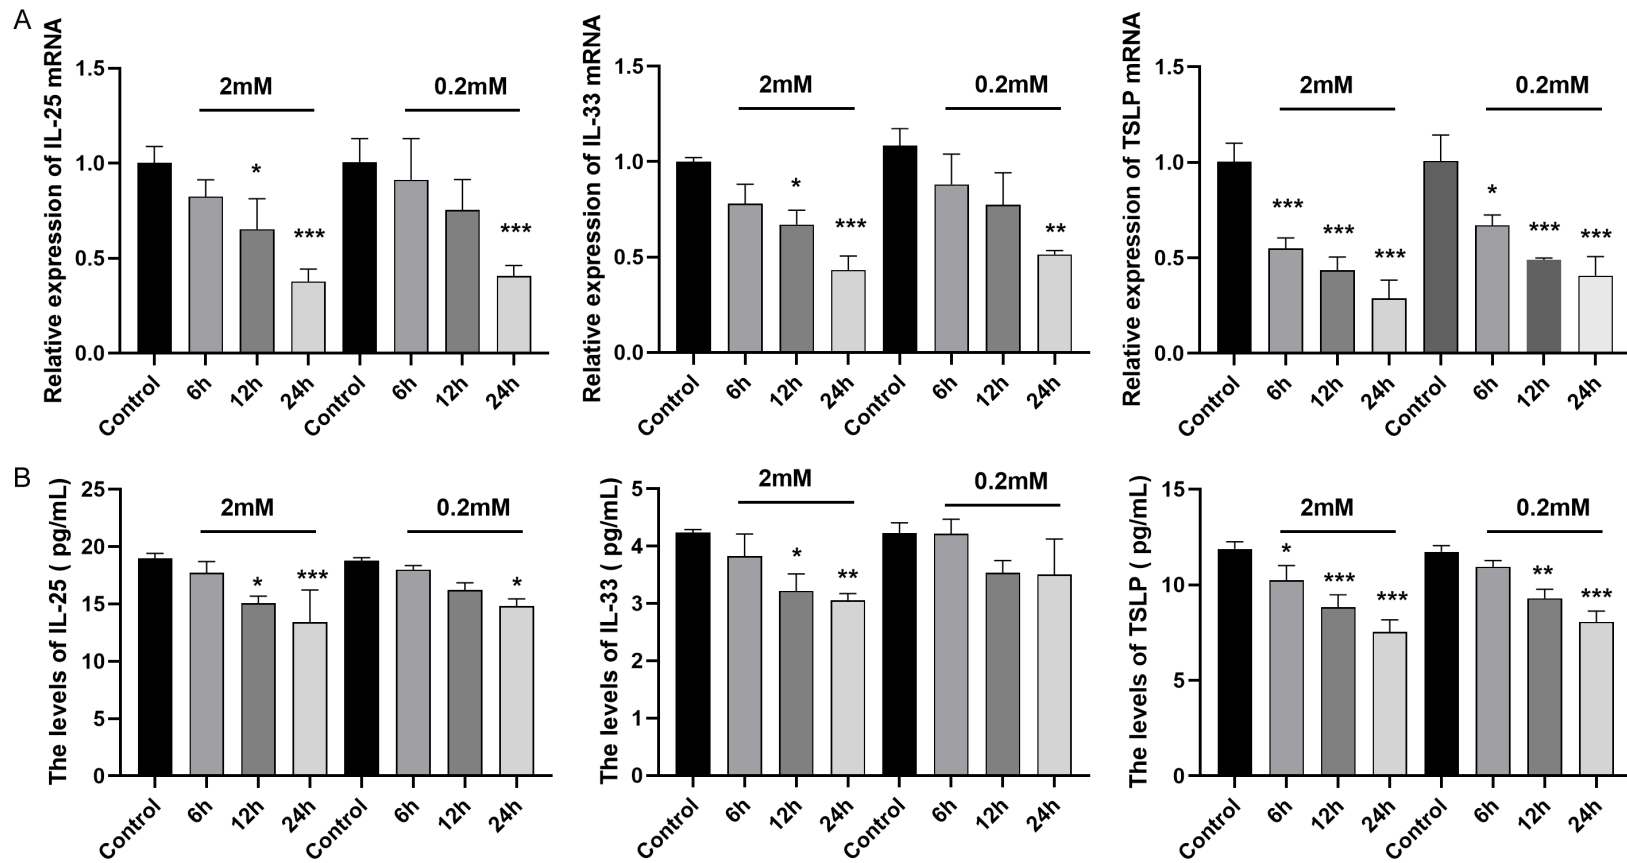 A
Relative expression of IL-25 mRNA
1.5
1.0
0.5
0.0
2mM
0.2mM
*
***
***
Control
6h
12h
24h
Control
6h
12h
24h
Relative expression of IL-33 mRNA
1.5
1.0
0.5
0.0
2mM
0.2mM
*
***
**
Control
6h
12h
24h
Control
6h
12h
24h
Relative expression of TSLP mRNA
1.5
1.0
0.5
0.0
2mM
0.2mM
***
***
***
*
***
***
Control
6h
12h
24h
Control
6h
12h
24h
B
The levels of IL-25 ( pg/mL)
25
20
15
10
5
0
2mM
0.2mM
*
***
*
Control
6h
12h
24h
Control
6h
12h
24h
The levels of IL-33 ( pg/mL)
5
4
3
2
1
0
2mM
0.2mM
*
**
Control
6h
12h
24h
Control
6h
12h
24h
The levels of TSLP ( pg/mL)
15
10
5
0
2mM
0.2mM
*
***
***
**
***
Control
6h
12h
24h
Control
6h
12h
24h